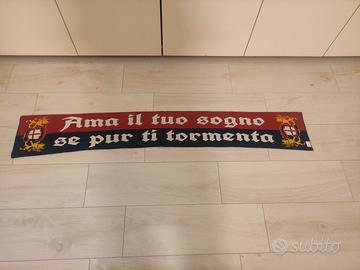 Ama il tuo sogno
se pur ti tormenta
subito